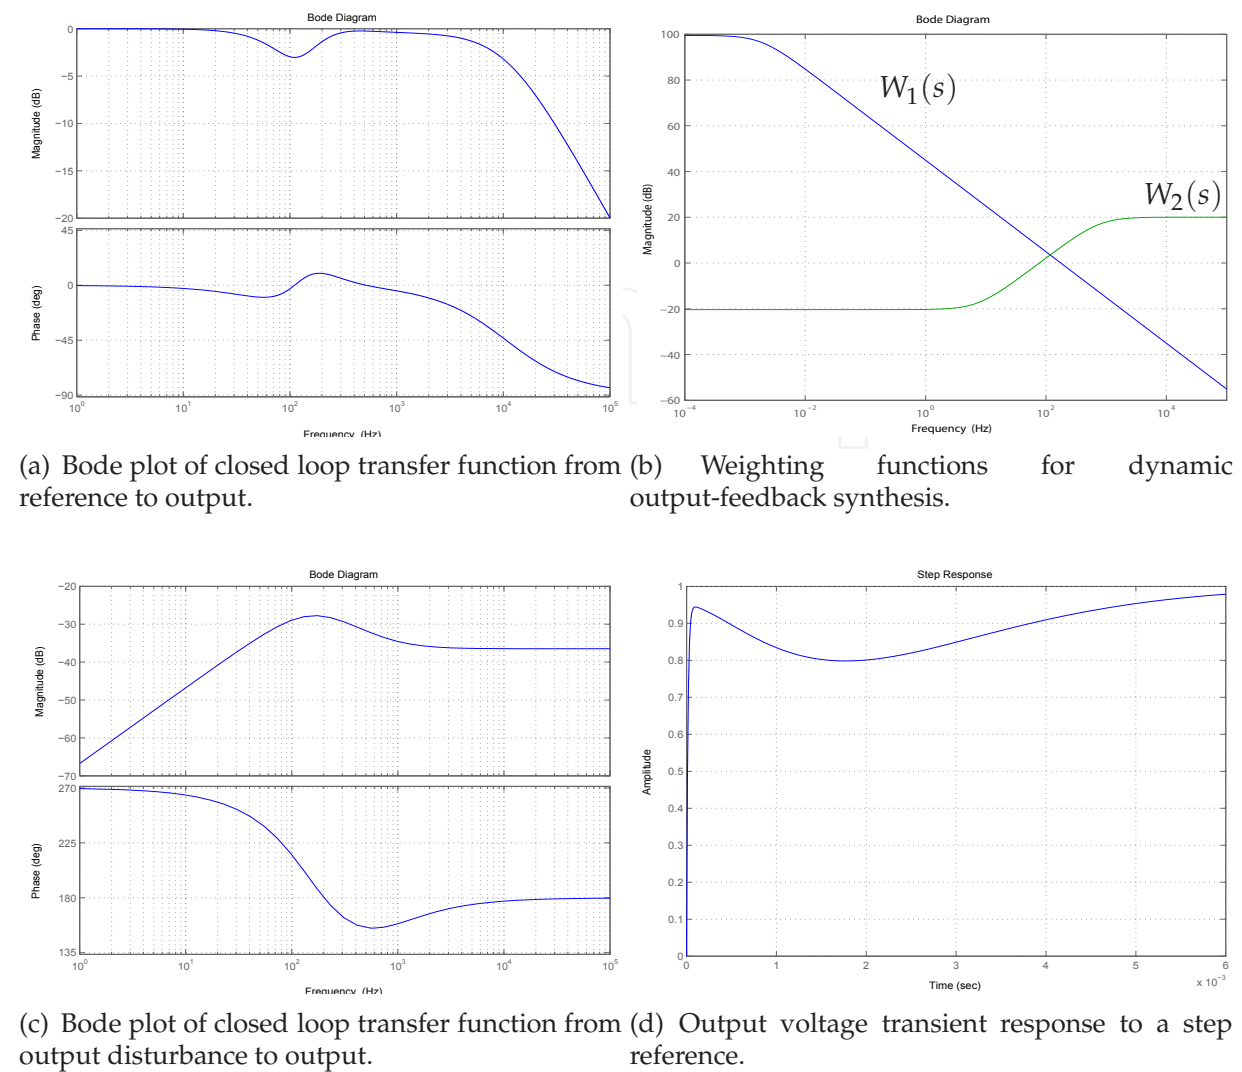 Bode Diagram
Magnitude (dB)
0
−5
−10
−15
−20
Phase (deg)
45
0
−45
−90
10^0 10^1 10^2 10^3 10^4 10^5
Frequency (Hz)
Bode Diagram
Magnitude (dB)
100
80
60
40
20
0
−20
−40
−60
W_1(s)
W_2(s)
10^−4 10^−2 10^0 10^2 10^4
Frequency (Hz)
(a) Bode plot of closed loop transfer function from
reference to output.
(b) Weighting functions for dynamic
output-feedback synthesis.
Bode Diagram
Magnitude (dB)
−20
−30
−40
−50
−60
−70
Phase (deg)
270
225
180
135
10^0 10^1 10^2 10^3 10^4 10^5
Frequency (Hz)
Step Response
Amplitude
1
0.9
0.8
0.7
0.6
0.5
0.4
0.3
0.2
0.1
0
0 1 2 3 4 5 6
x 10^−3
Time (sec)
(c) Bode plot of closed loop transfer function from
output disturbance to output.
(d) Output voltage transient response to a step
reference.